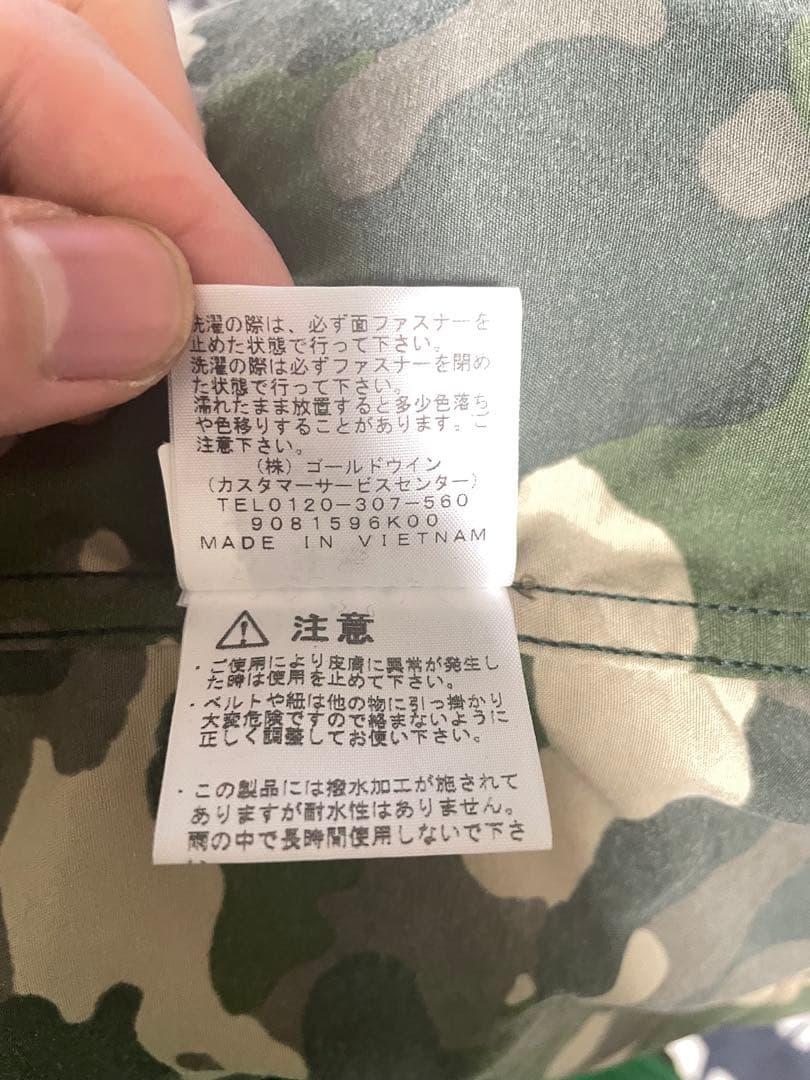 洗濯の際は、必ず面ファスナーを
止めた状態で行って下さい。
洗濯の際は必ずファスナーを閉め
た状態で行って下さい。
濡れたまま放置すると多少色落ち
や色移りすることがあります。ご
注意下さい。
(株)ゴールドウイン
(カスタマーサービスセンター)
TEL0120-307-560
9081596K00
MADE IN VIETNAM
注意
・ご使用により皮膚に異常が発生し
た時は使用を止めて下さい。
・ベルトや紐は他の物に引っ掛かり
大変危険ですので絡まないように
正しく調整してお使い下さい。
・この製品には撥水加工が施されて
ありますが耐水性はありません。
雨の中で長時間使用しないで下さ